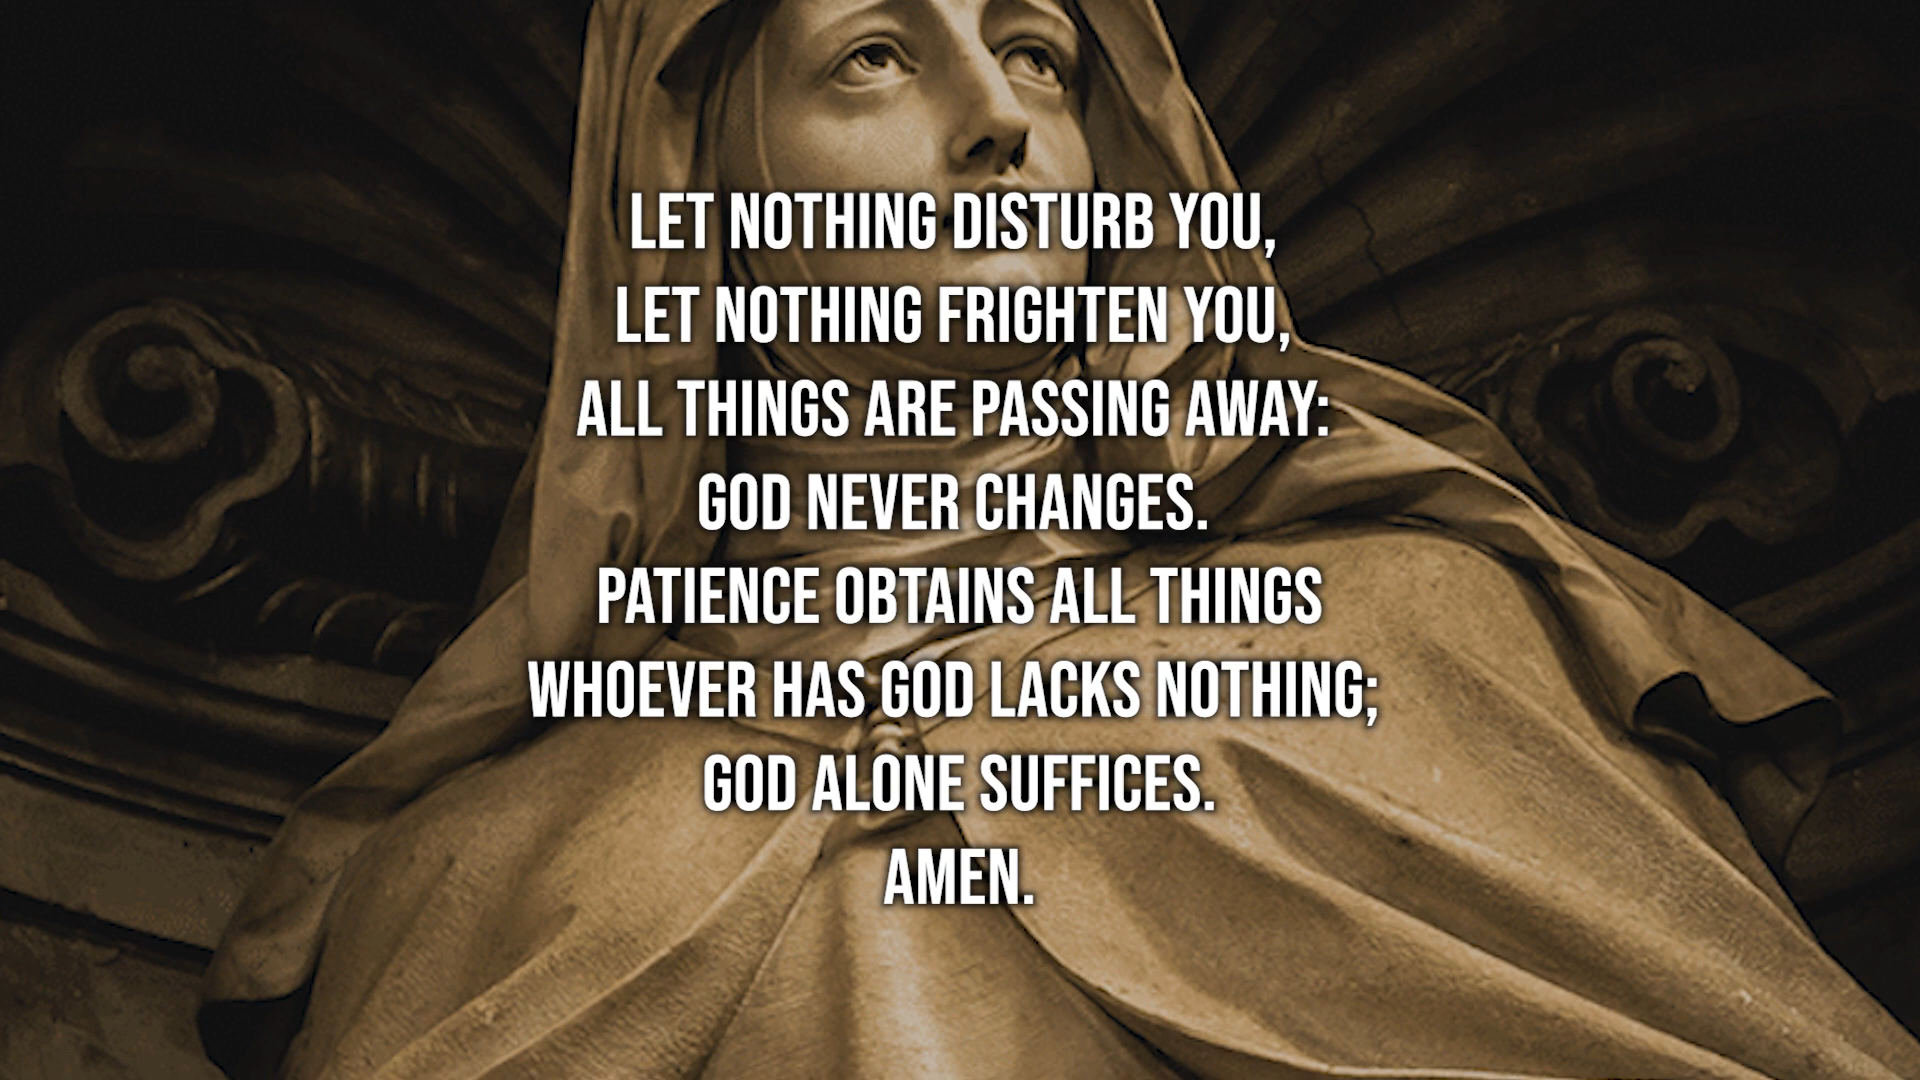 LET NOTHING DISTURB YOU,
LET NOTHING FRIGHTEN YOU,
ALL THINGS ARE PASSING AWAY:
GOD NEVER CHANGES.
PATIENCE OBTAINS ALL THINGS
WHOEVER HAS GOD LACKS NOTHING;
GOD ALONE SUFFICES.
AMEN.